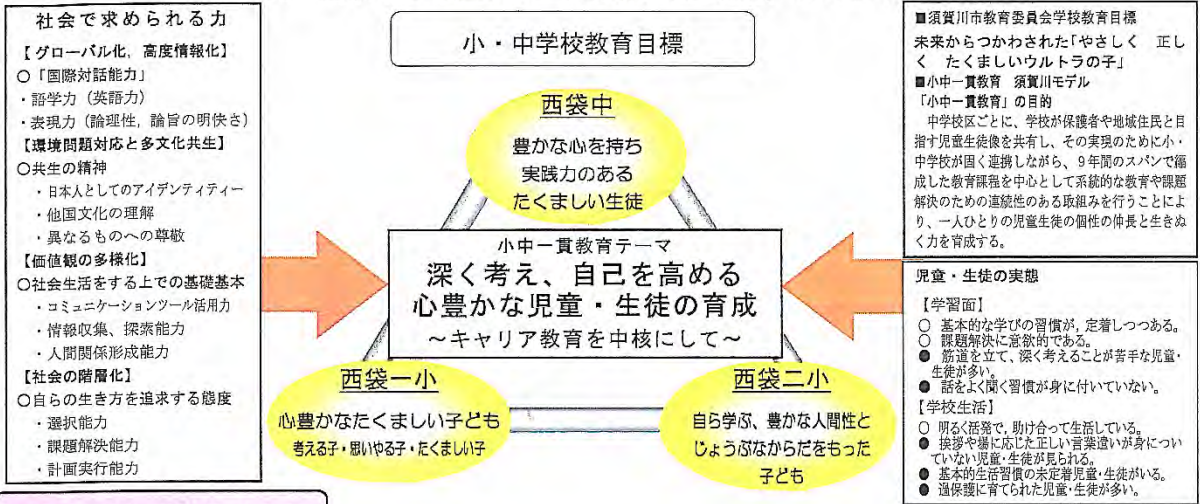 社会で求められる力
【グローバル化，高度情報化】
○「国際対話能力」
・語学力（英語力）
・表現力（論理性，論旨の明快さ）
【環境問題対応と多文化共生】
○共生の精神
・日本人としてのアイデンティティー
・他国文化の理解
・異なるものへの尊敬
【価値観の多様化】
○社会生活をする上での基礎基本
・コミュニケーションツール活用力
・情報収集、探索能力
・人間関係形成能力
【社会の階層化】
○自らの生き方を追求する態度
・選択能力
・課題解決能力
・計画実行能力
小・中学校教育目標
西袋中
豊かな心を持ち
実践力のある
たくましい生徒
小中一貫教育テーマ
深く考え、自己を高める
心豊かな児童・生徒の育成
～キャリア教育を中核にして～
西袋一小
心豊かなたくましい子ども
考える子・思いやる子・たくましい子
西袋二小
自ら学ぶ、豊かな人間性と
じょうぶなからだをもった
子ども
■須賀川市教育委員会学校教育目標
未来からつかわされた「やさしく　正し
く　たくましいウルトラの子」
■小中一貫教育　須賀川モデル
「小中一貫教育」の目的
中学校区ごとに、学校が保護者や地域住民と目
指す児童生徒像を共有し、その実現のために小・
中学校が固く連携しながら、９年間のスパンで編
成した教育課程を中心として系統的な教育や課題
解決のための連続性のある取組みを行うことによ
り、一人ひとりの児童生徒の個性の伸長と生きぬ
く力を育成する。
児童・生徒の実態
【学習面】
○ 基本的な学びの習慣が，定着しつつある。
○ 課題解決に意欲的である。
● 筋道を立て、深く考えることが苦手な児童・
生徒が多い。
● 話をよく聞く習慣が身に付いていない。
【学校生活】
○ 明るく活発で、助け合って生活している。
● 挨拶や場に応じた正しい言葉遣いが身につい
ていない児童・生徒が見られる。
● 基本的生活習慣の未定着児童・生徒がいる。
● 過保護に育てられた児童・生徒が多い。